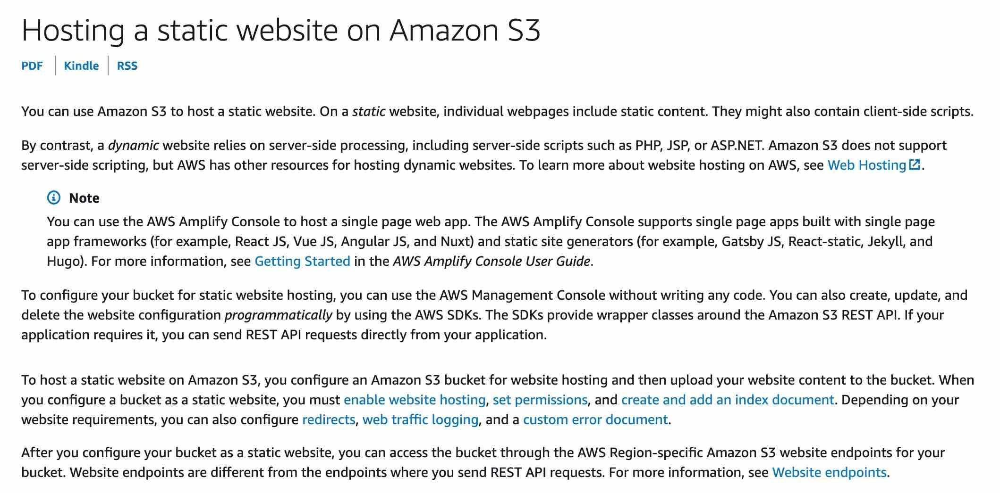 Hosting a static website on Amazon S3
PDF Kindle RSS
You can use Amazon S3 to host a static website. On a static website, individual webpages include static content. They might also contain client-side scripts.
By contrast, a dynamic website relies on server-side processing, including server-side scripts such as PHP, JSP, or ASP.NET. Amazon S3 does not support
server-side scripting, but AWS has other resources for hosting dynamic websites. To learn more about website hosting on AWS, see Web Hosting.
Note
You can use the AWS Amplify Console to host a single page web app. The AWS Amplify Console supports single page apps built with single page
app frameworks (for example, React JS, Vue JS, Angular JS, and Nuxt) and static site generators (for example, Gatsby JS, React-static, Jekyll, and
Hugo). For more information, see Getting Started in the AWS Amplify Console User Guide.
To configure your bucket for static website hosting, you can use the AWS Management Console without writing any code. You can also create, update, and
delete the website configuration programmatically by using the AWS SDKs. The SDKs provide wrapper classes around the Amazon S3 REST API. If your
application requires it, you can send REST API requests directly from your application.
To host a static website on Amazon S3, you configure an Amazon S3 bucket for website hosting and then upload your website content to the bucket. When
you configure a bucket as a static website, you must enable website hosting, set permissions, and create and add an index document. Depending on your
website requirements, you can also configure redirects, web traffic logging, and a custom error document.
After you configure your bucket as a static website, you can access the bucket through the AWS Region-specific Amazon S3 website endpoints for your
bucket. Website endpoints are different from the endpoints where you send REST API requests. For more information, see Website endpoints.